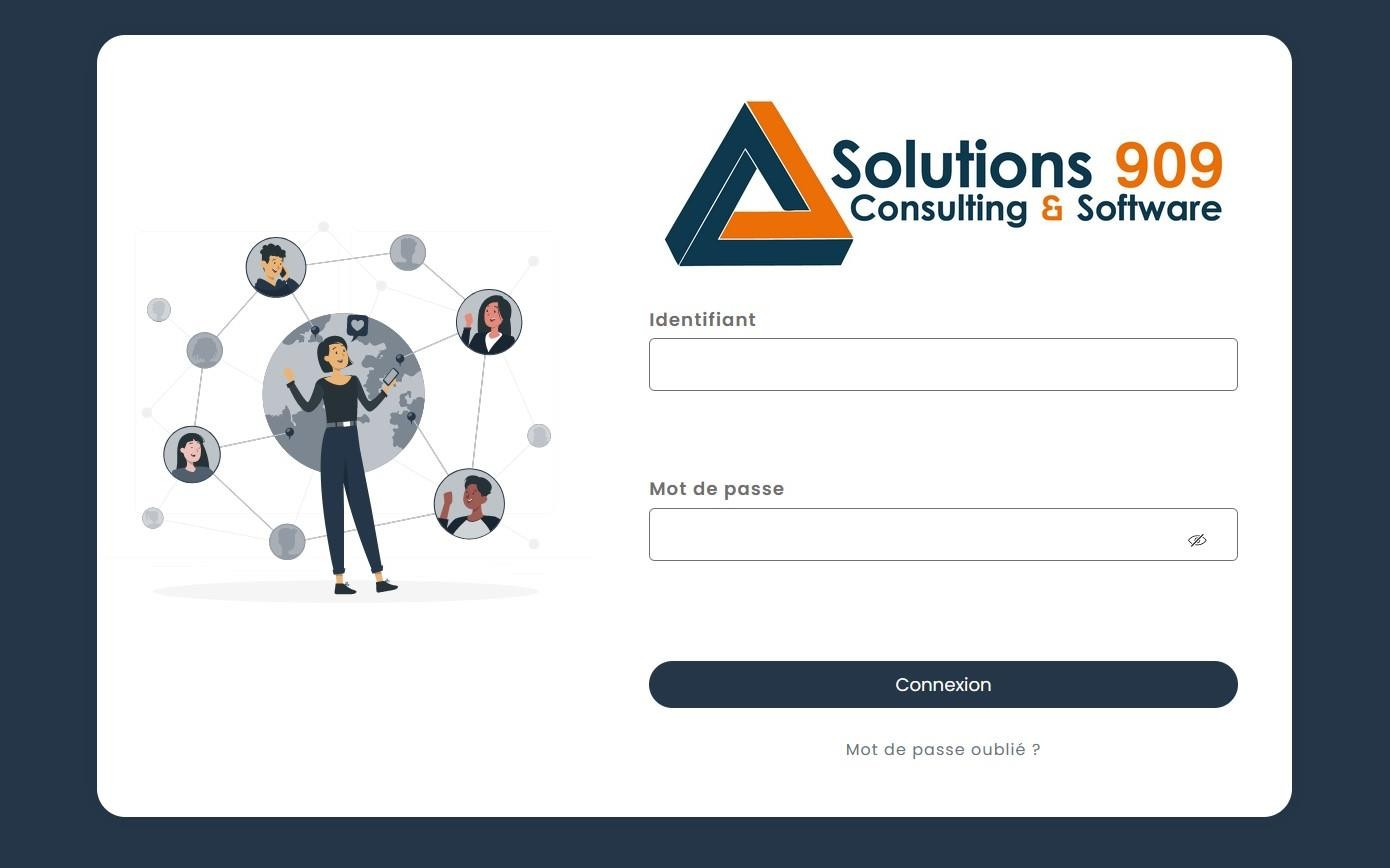 Solutions 909
Consulting & Software
Identifiant
Mot de passe
Connexion
Mot de passe oublié ?